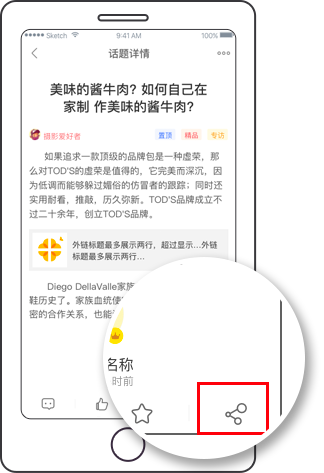 Sketch 9:41 AM 100%
话题详情
美味的酱牛肉？如何自己在
家制 作美味的酱牛肉？
摄影爱好者 置顶 精品 专访
如果追求一款顶级的品牌包是一种虚荣，那
么对TOD'S的虚荣是值得的，它完美而深沉，因
为低调而能够躲过媚俗的仿冒者的跟踪；同时还
实用耐看，推敲，历久弥新。TOD'S品牌成立不
过二十余年，创立TOD'S品牌。
外链标题最多展示两行，超过显示...外链
标题最多展示两行...
Diego DellaValle家族
鞋历史了。家族血统使
密的合作关系，也能
名称
时前